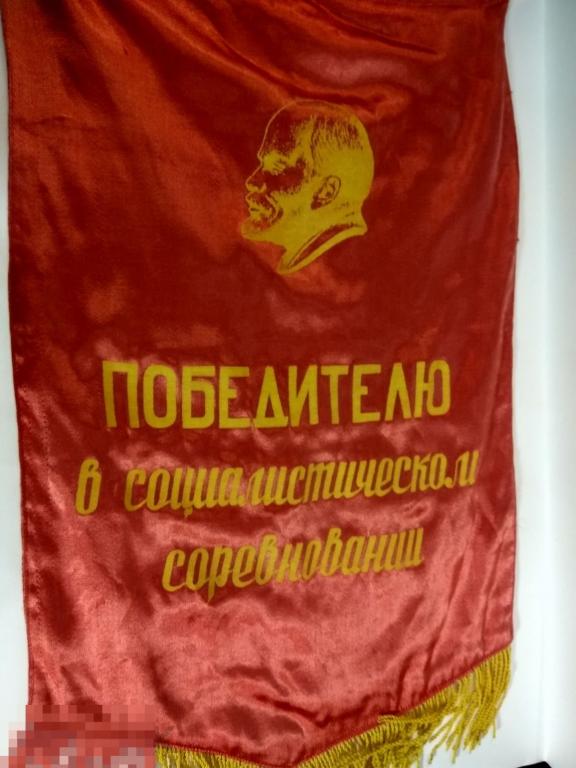 ПОБЕДИТЕЛЮ
в социалистическом
соревновании